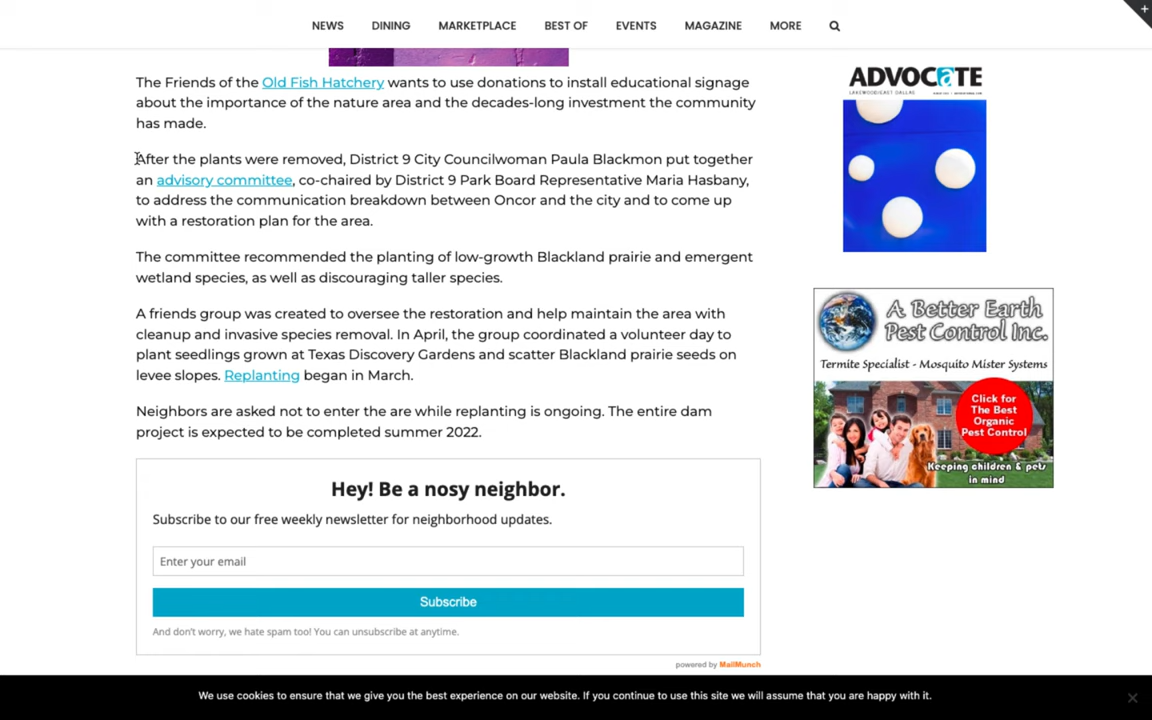 NEWS DINING MARKETPLACE BEST OF EVENTS MAGAZINE MORE
The Friends of the Old Fish Hatchery wants to use donations to install educational signage
about the importance of the nature area and the decades-long investment the community
has made.
After the plants were removed, District 9 City Councilwoman Paula Blackmon put together
an advisory committee, co-chaired by District 9 Park Board Representative Maria Hasbany,
to address the communication breakdown between Oncor and the city and to come up
with a restoration plan for the area.
The committee recommended the planting of low-growth Blackland prairie and emergent
wetland species, as well as discouraging taller species.
A friends group was created to oversee the restoration and help maintain the area with
cleanup and invasive species removal. In April, the group coordinated a volunteer day to
plant seedlings grown at Texas Discovery Gardens and scatter Blackland prairie seeds on
levee slopes. Replanting began in March.
Neighbors are asked not to enter the are while replanting is ongoing. The entire dam
project is expected to be completed summer 2022.
Hey! Be a nosy neighbor.
Subscribe to our free weekly newsletter for neighborhood updates.
Enter your email
Subscribe
And don't worry, we hate spam too! You can unsubscribe at anytime.
powered by MailMunch
ADVOCATE
LAKEWOOD/EAST DALLAS
A Better Earth
Pest Control Inc.
Termite Specialist - Mosquito Mister Systems
Click for
The Best
Organic
Pest Control
Keeping children & pets
in mind
We use cookies to ensure that we give you the best experience on our website. If you continue to use this site we will assume that you are happy with it.